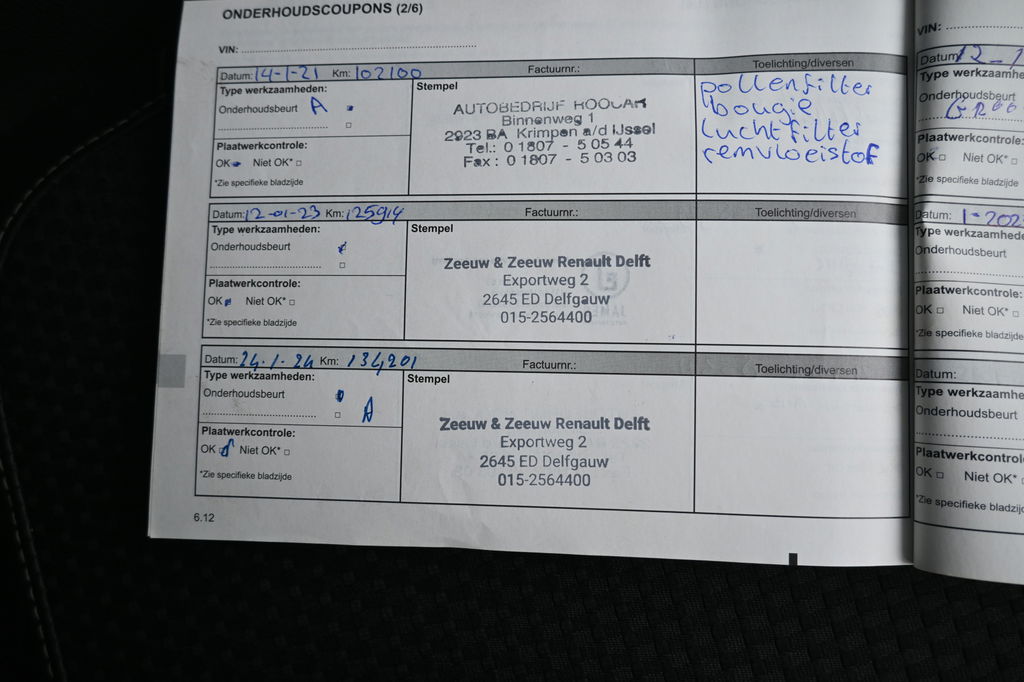 ONDERHOUDSCOUPONS (2/6)
VIN:
Datum: 14-1-21 Km: 102100 Factuurnr.: Toelichting/diversen
Type werkzaamheden:
Onderhoudsbeurt A
Plaatwerkcontrole:
OK Niet OK*
*Zie specifieke bladzijde
Stempel
AUTOBEDRIJF
Binnenweg 1
2923 BA Krimpen a/d IJssel
Tel.: 0 1807 - 5 05 44
Fax: 0 1807 - 5 03 03
pollenfilter
bougie
luchtfilter
remvloeistof
Datum: 12-01-23 Km: 125914 Factuurnr.: Toelichting/diversen
Type werkzaamheden:
Onderhoudsbeurt
Plaatwerkcontrole:
OK Niet OK*
*Zie specifieke bladzijde
Stempel
Zeeuw & Zeeuw Renault Delft
Exportweg 2
2645 ED Delfgauw
015-2564400
Datum: 24.1.24 Km: 134201 Factuurnr.: Toelichting/diversen
Type werkzaamheden:
Onderhoudsbeurt A
Plaatwerkcontrole:
OK Niet OK*
*Zie specifieke bladzijde
Stempel
Zeeuw & Zeeuw Renault Delft
Exportweg 2
2645 ED Delfgauw
015-2564400
6.12
VIN:
Datum
Type werkzaamhe
Onderhoudsbeurt
Plaatwerkcontrole:
OK Niet OK*
*Zie specifieke bladzijde
Datum: 1-202
Type werkzaamhede
Onderhoudsbeurt
Plaatwerkcontrole:
OK Niet OK*
*Zie specifieke bladzijde
Datum:
Type werkzaamhe
Onderhoudsbeurt
Plaatwerkcontrol
OK Niet OK*
*Zie specifieke bladzijd